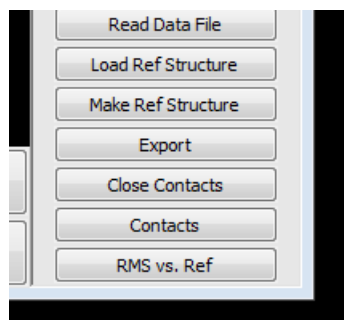 Read Data File
Load Ref Structure
Make Ref Structure
Export
Close Contacts
Contacts
RMS vs. Ref